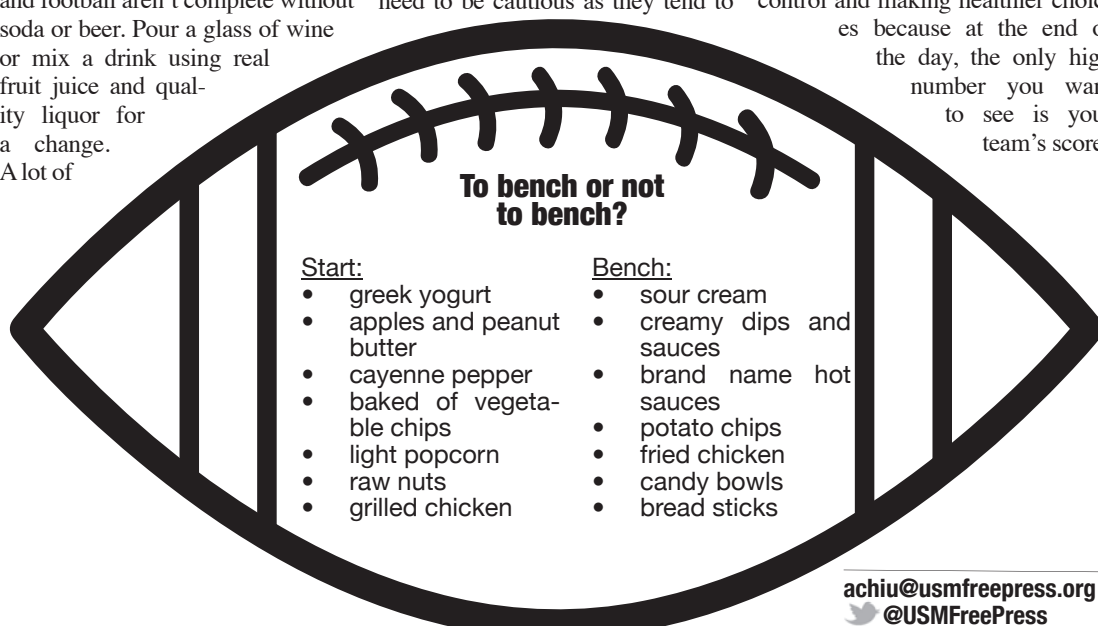 and football aren't complete without
soda or beer. Pour a glass of wine
or mix a drink using real
fruit juice and qual-
ity liquor for
a change.
A lot of
need to be cautious as they tend to
control and making healthier choic
es because at the end o
the day, the only hig
number you wan
to see is you
team's score
To bench or not
to bench?
Start:
• greek yogurt
• apples and peanut
butter
• cayenne pepper
• baked of vegeta-
ble chips
• light popcorn
• raw nuts
• grilled chicken
Bench:
• sour cream
• creamy dips and
sauces
• brand name hot
sauces
• potato chips
• fried chicken
• candy bowls
• bread sticks
achiu@usmfreepress.org
@USMFreePress